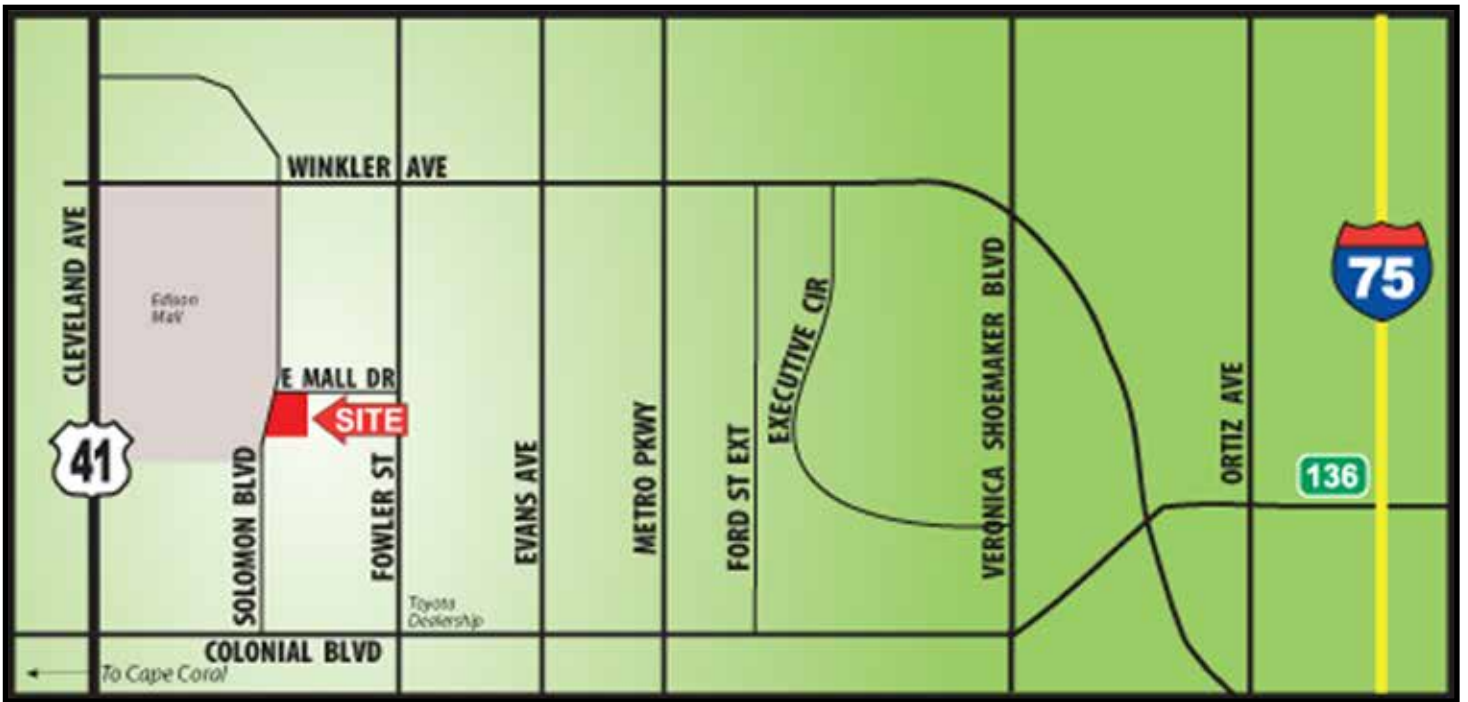 WINKLER AVE
CLEVELAND AVE
Edison
Mall
E MALL DR
SITE
41
SOLOMON BLVD
FOWLER ST
EVANS AVE
METRO PKWY
FORD ST EXT
EXECUTIVE CIR
VERONICA SHOEMAKER BLVD
ORTIZ AVE
75
136
Toyota
Dealership
COLONIAL BLVD
To Cape Coral